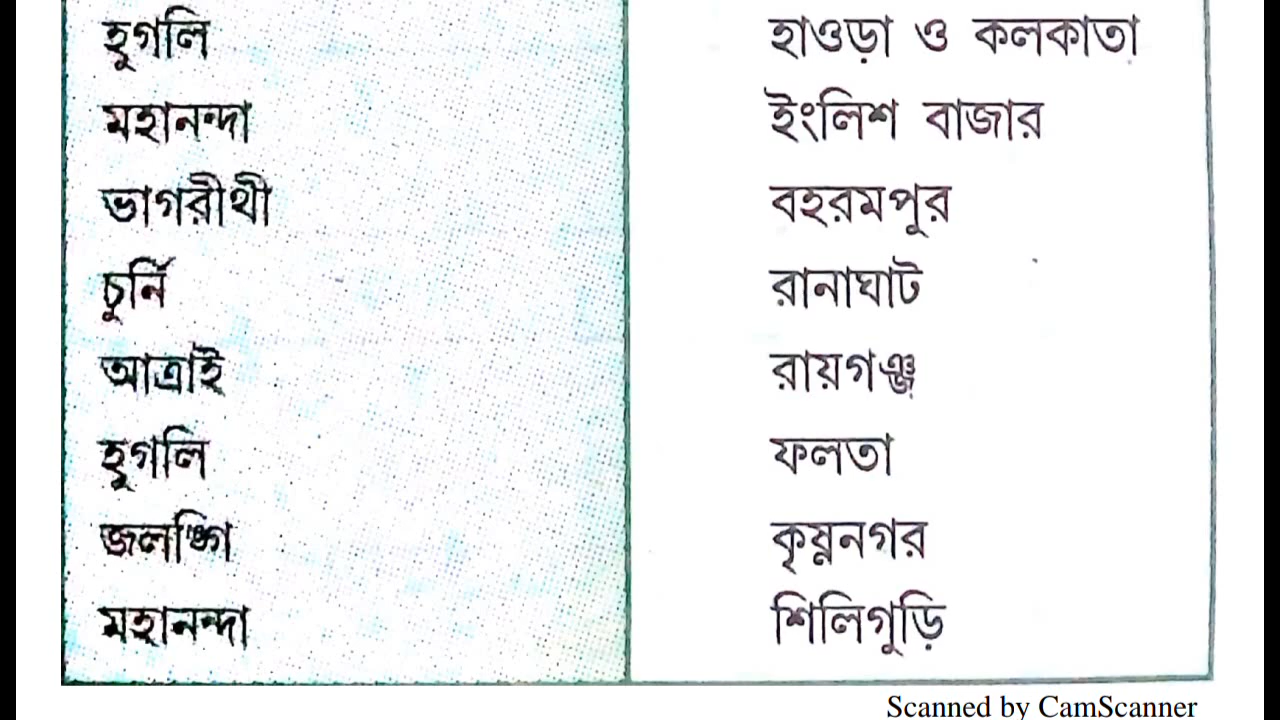 হুগলি হাওড়া ও কলকাতা
মহানন্দা ইংলিশ বাজার
ভাগরীথী বহরমপুর
চুর্নি রানাঘাট
আত্রাই রায়গঞ্জ
হুগলি ফলতা
জলঙ্গি কৃষ্ণনগর
মহানন্দা শিলিগুড়ি
Scanned by CamScanner